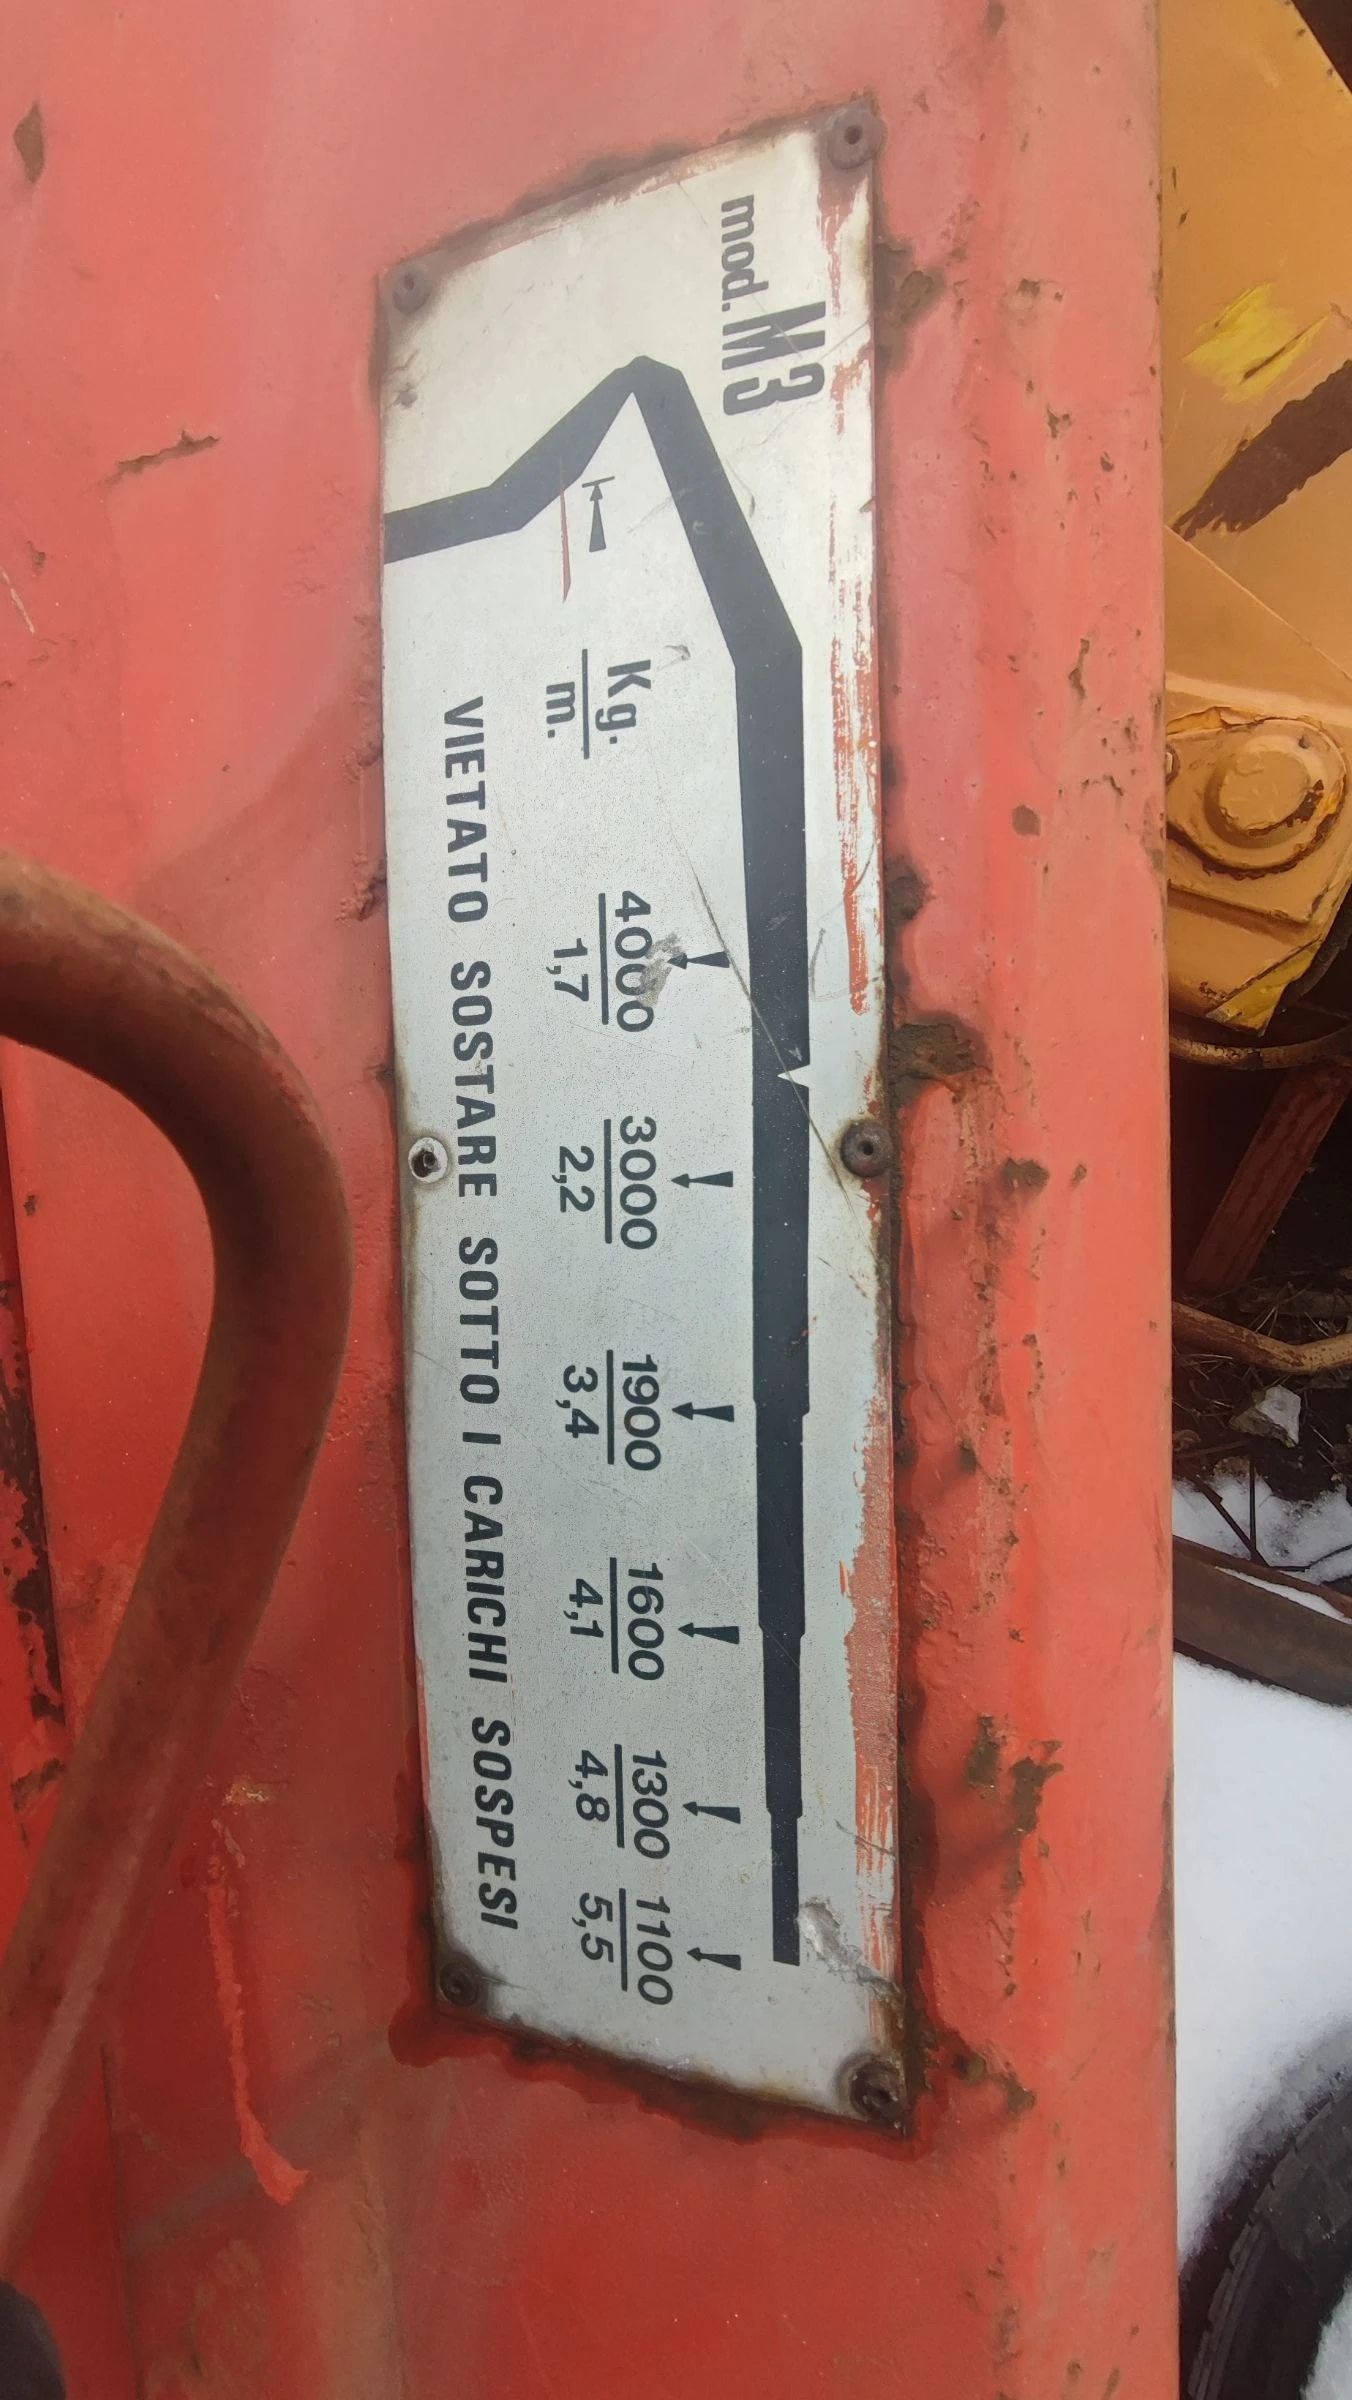 mod. M3
Kg. 4000 3000 1900 1600 1300 1100
m. 1,7 2,2 3,4 4,1 4,8 5,5
VIETATO SOSTARE SOTTO I CARICHI SOSPESI